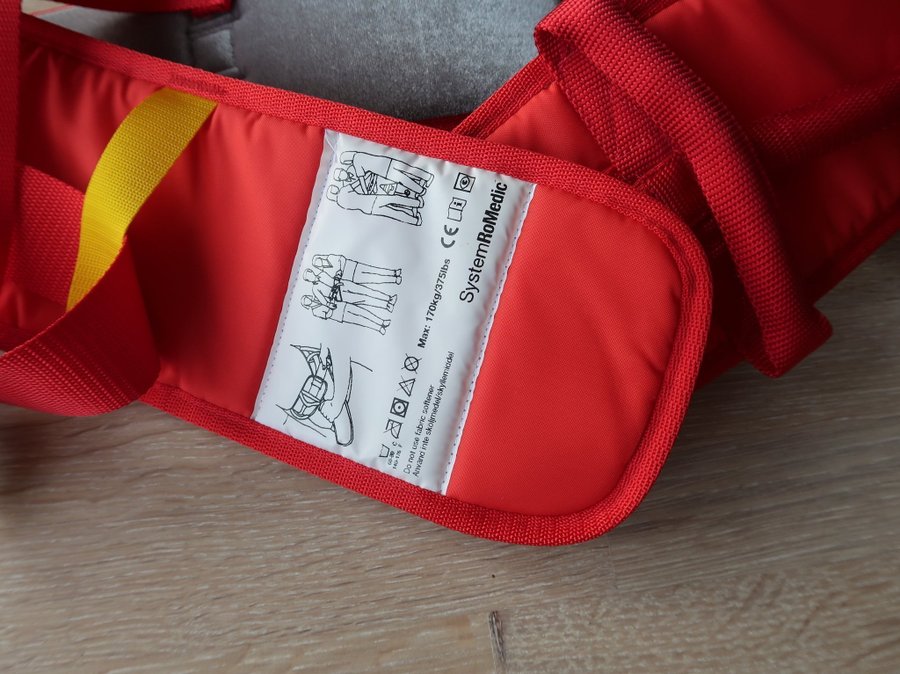 SystemRoMedic
CE
Max: 170kg/375lbs
Do not use fabric softener
Använd inte sköljmedel/skyllemiddel